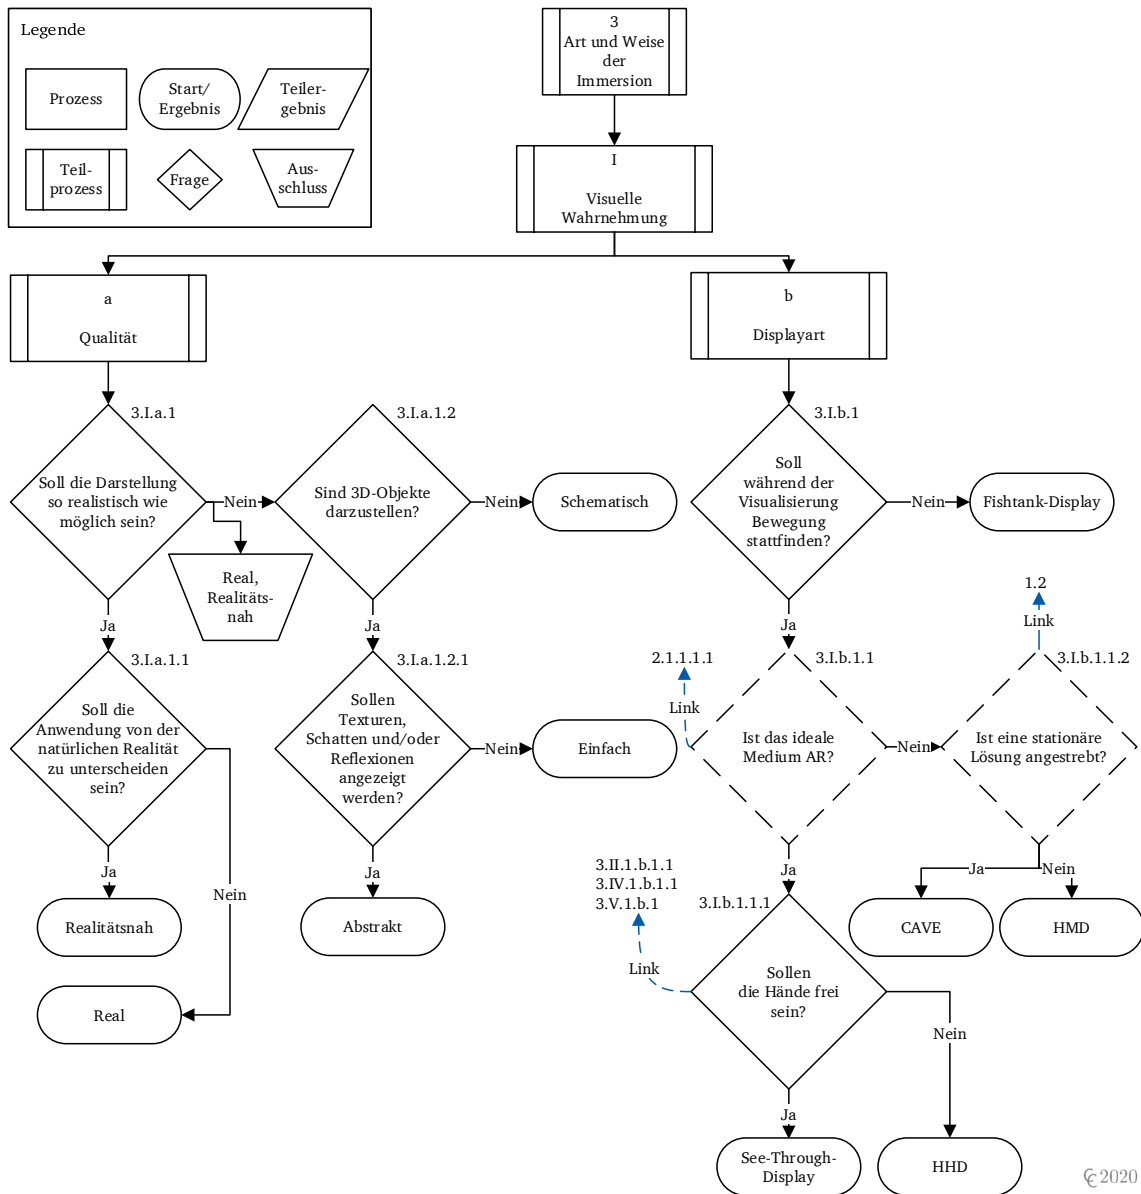 Legende
Prozess
Start/
Ergebnis
Teiler-
gebnis
Teil-
prozess
Frage
Aus-
schluss
3
Art und Weise
der
Immersion
I
Visuelle
Wahrnehmung
a
Qualität
b
Displayart
3.I.a.1
Soll die Darstellung
so realistisch wie
möglich sein?
Nein
Real,
Realitäts-
nah
3.I.a.1.2
Sind 3D-Objekte
darzustellen?
Nein
Schematisch
3.I.b.1
Soll
während der
Visualisierung
Bewegung
stattfinden?
Nein
Fishtank-Display
Ja
Ja
Ja
1.2
Link
3.I.a.1.1
Soll die
Anwendung von der
natürlichen Realität
zu unterscheiden
sein?
3.I.a.1.2.1
Sollen
Texturen,
Schatten und/oder
Reflexionen
angezeigt
werden?
Nein
Einfach
2.1.1.1.1
Link
3.I.b.1.1
Ist das ideale
Medium AR?
Nein
3.I.b.1.1.2
Ist eine stationäre
Lösung angestrebt?
Ja
Nein
Ja
Ja
Ja
Nein
Realitätsnah
Abstrakt
Real
3.II.1.b.1.1
3.IV.1.b.1.1
3.V.1.b.1
Link
3.I.b.1.1.1
Sollen
die Hände frei
sein?
CAVE
HMD
Nein
Ja
See-Through-
Display
HHD
CC 2020